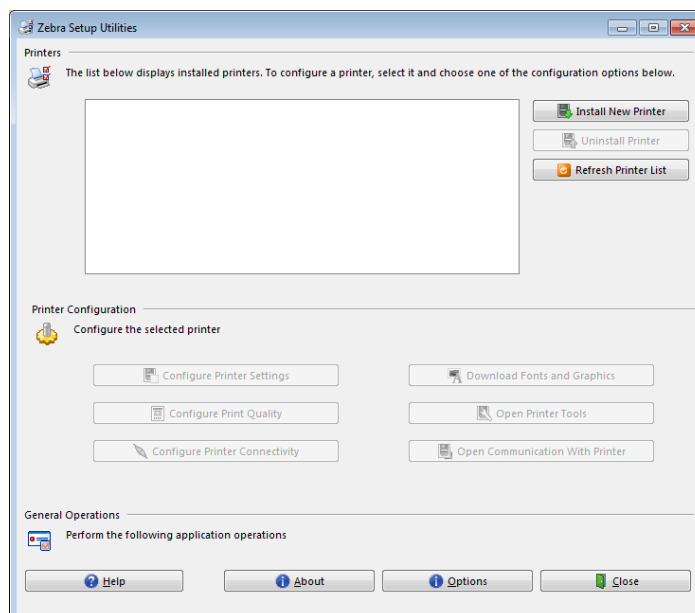 Zebra Setup Utilities
Printers
The list below displays installed printers. To configure a printer, select it and choose one of the configuration options below.
Install New Printer
Uninstall Printer
Refresh Printer List
Printer Configuration
Configure the selected printer
Configure Printer Settings
Download Fonts and Graphics
Configure Print Quality
Open Printer Tools
Configure Printer Connectivity
Open Communication With Printer
General Operations
Perform the following application operations
Help
About
Options
Close